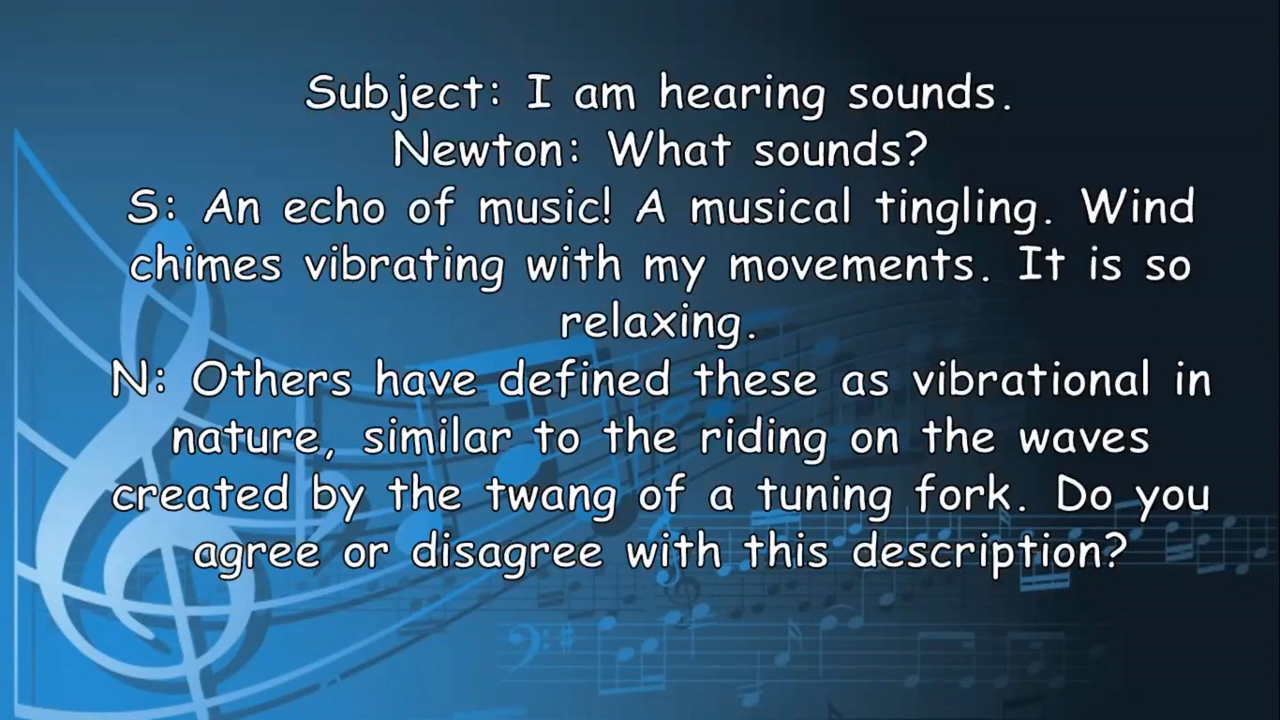 Subject: I am hearing sounds.
Newton: What sounds?
S: An echo of music! A musical tingling. Wind
chimes vibrating with my movements. It is so
relaxing.
N: Others have defined these as vibrational in
nature, similar to the riding on the waves
created by the twang of a tuning fork. Do you
agree or disagree with this description?